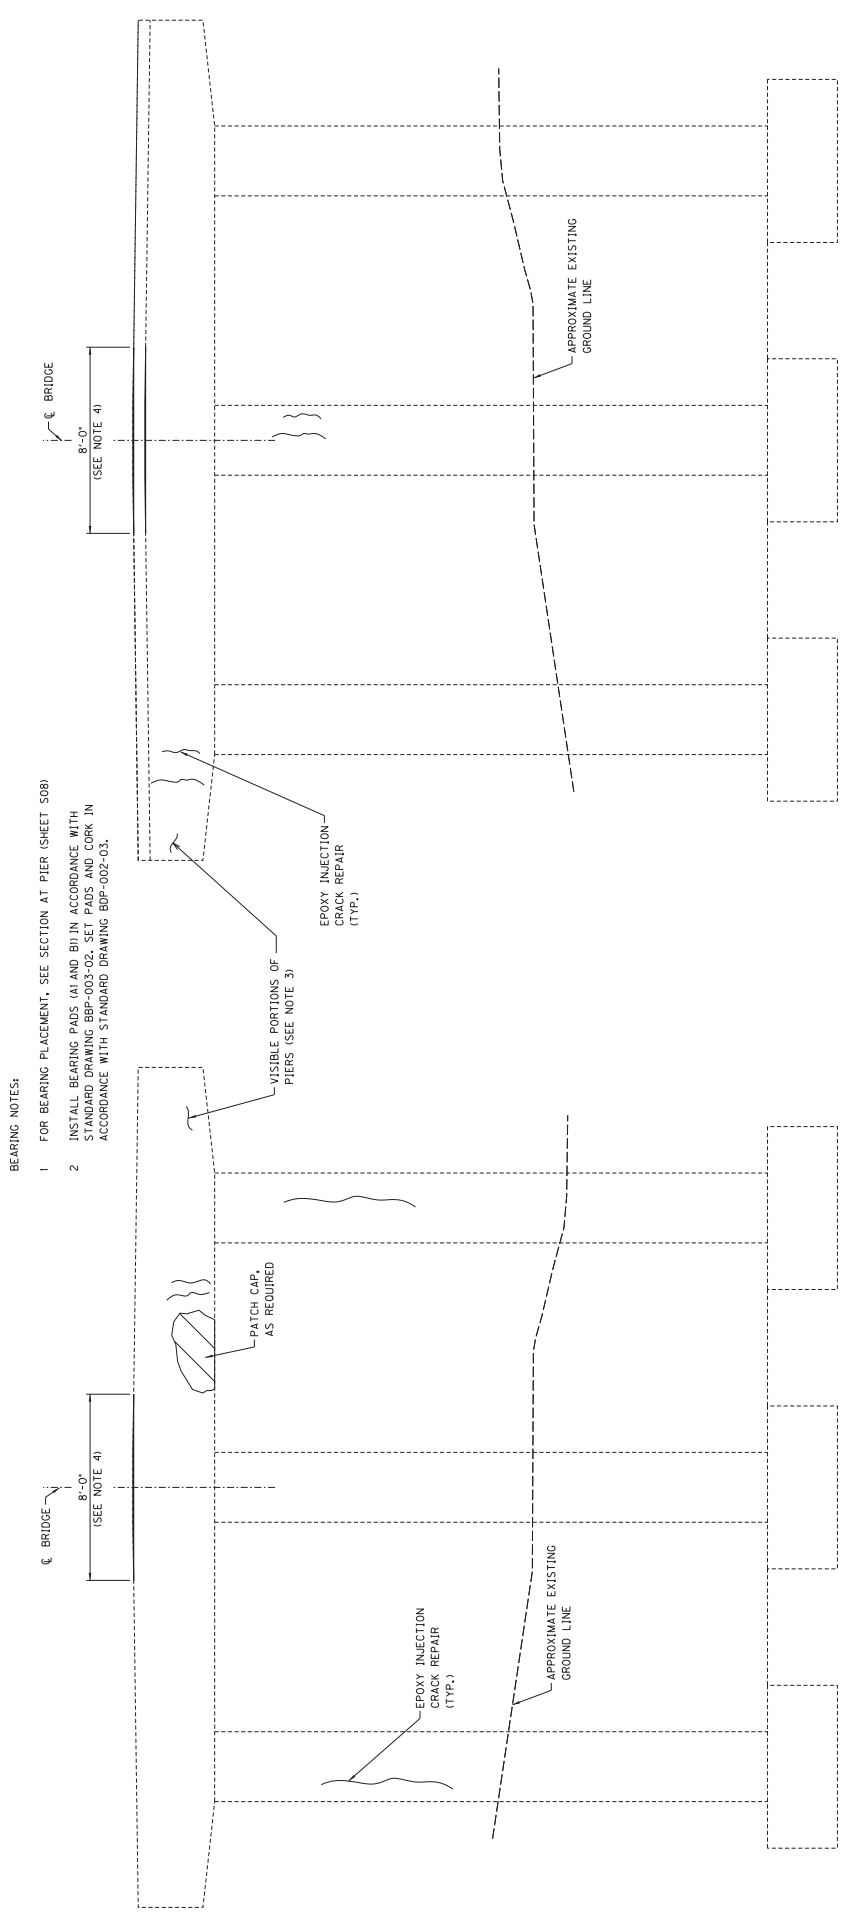 BEARING NOTES:
1 FOR BEARING PLACEMENT, SEE SECTION AT PIER (SHEET S08)
2 INSTALL BEARING PADS (A1 AND B1) IN ACCORDANCE WITH
STANDARD DRAWING BBP-003-02. SET PADS AND CORK IN
ACCORDANCE WITH STANDARD DRAWING BDP-002-03.
℄ BRIDGE
8'-0"
(SEE NOTE 4)
PATCH CAP,
AS REQUIRED
EPOXY INJECTION
CRACK REPAIR
(TYP.)
APPROXIMATE EXISTING
GROUND LINE
VISIBLE PORTIONS OF
PIERS (SEE NOTE 3)
℄ BRIDGE
8'-0"
(SEE NOTE 4)
EPOXY INJECTION
CRACK REPAIR
(TYP.)
APPROXIMATE EXISTING
GROUND LINE